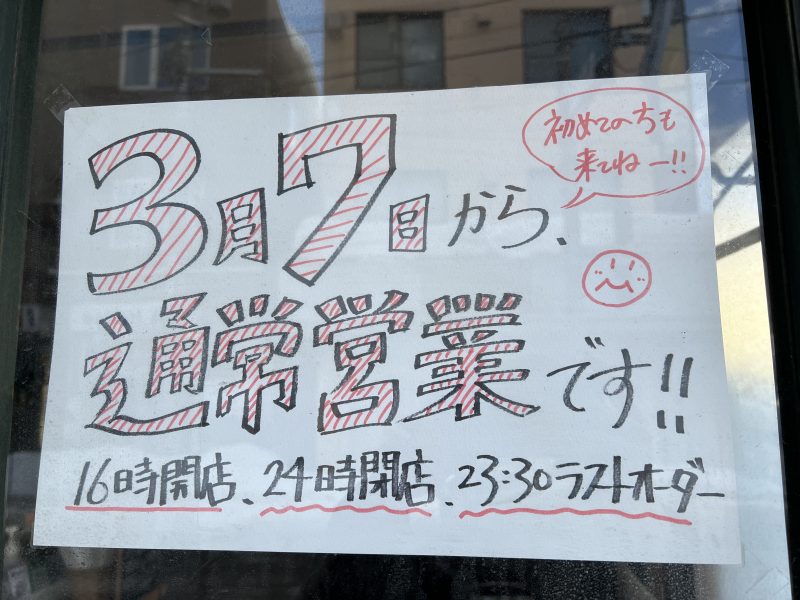 3月7日から、
初めての方も
来てねー!!
通常営業です!!
16時開店、24時閉店、23:30ラストオーダー